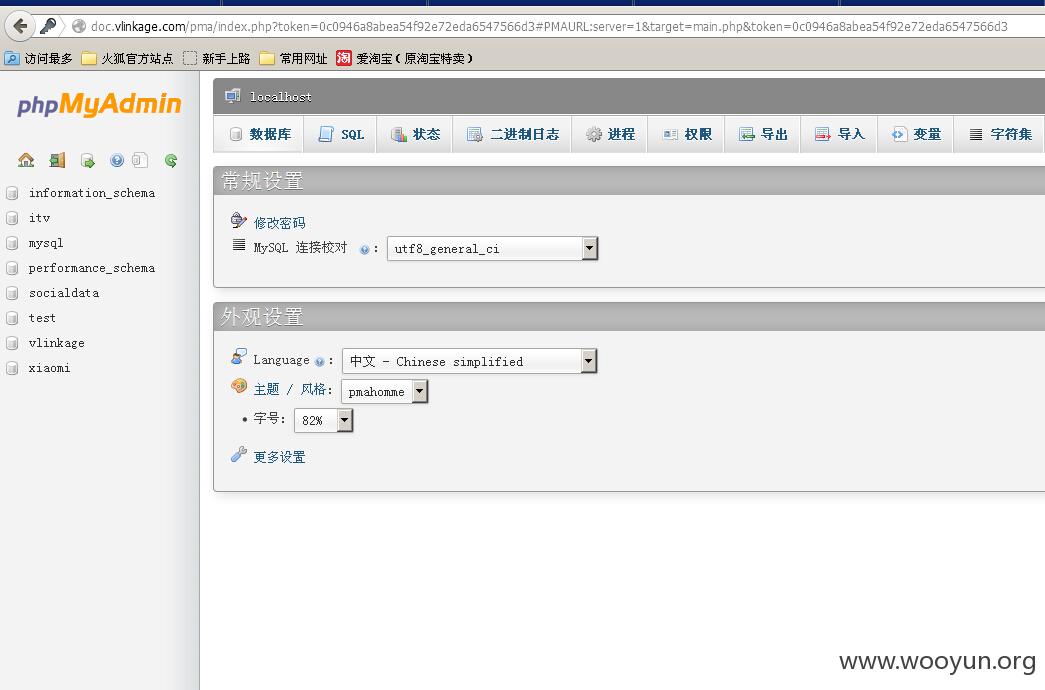 doc.vlinkage.com/pma/index.php?token=0c0946a8abea54f92e72eda6547566d3#PMAURL:server=1&target=main.php&token=0c0946a8abea54f92e72eda6547566d3
访问最多 火狐官方站点 新手上路 常用网址 淘 爱淘宝（原淘宝特卖）
phpMyAdmin
information_schema
itv
mysql
performance_schema
socialdata
test
vlinkage
xiaomi
localhost
数据库 SQL 状态 二进制日志 进程 权限 导出 导入 变量 字符集
常规设置
修改密码
MySQL 连接校对 : utf8_general_ci
外观设置
Language : 中文 - Chinese simplified
主题 / 风格: pmahomme
• 字号: 82%
更多设置
www.wooyun.org